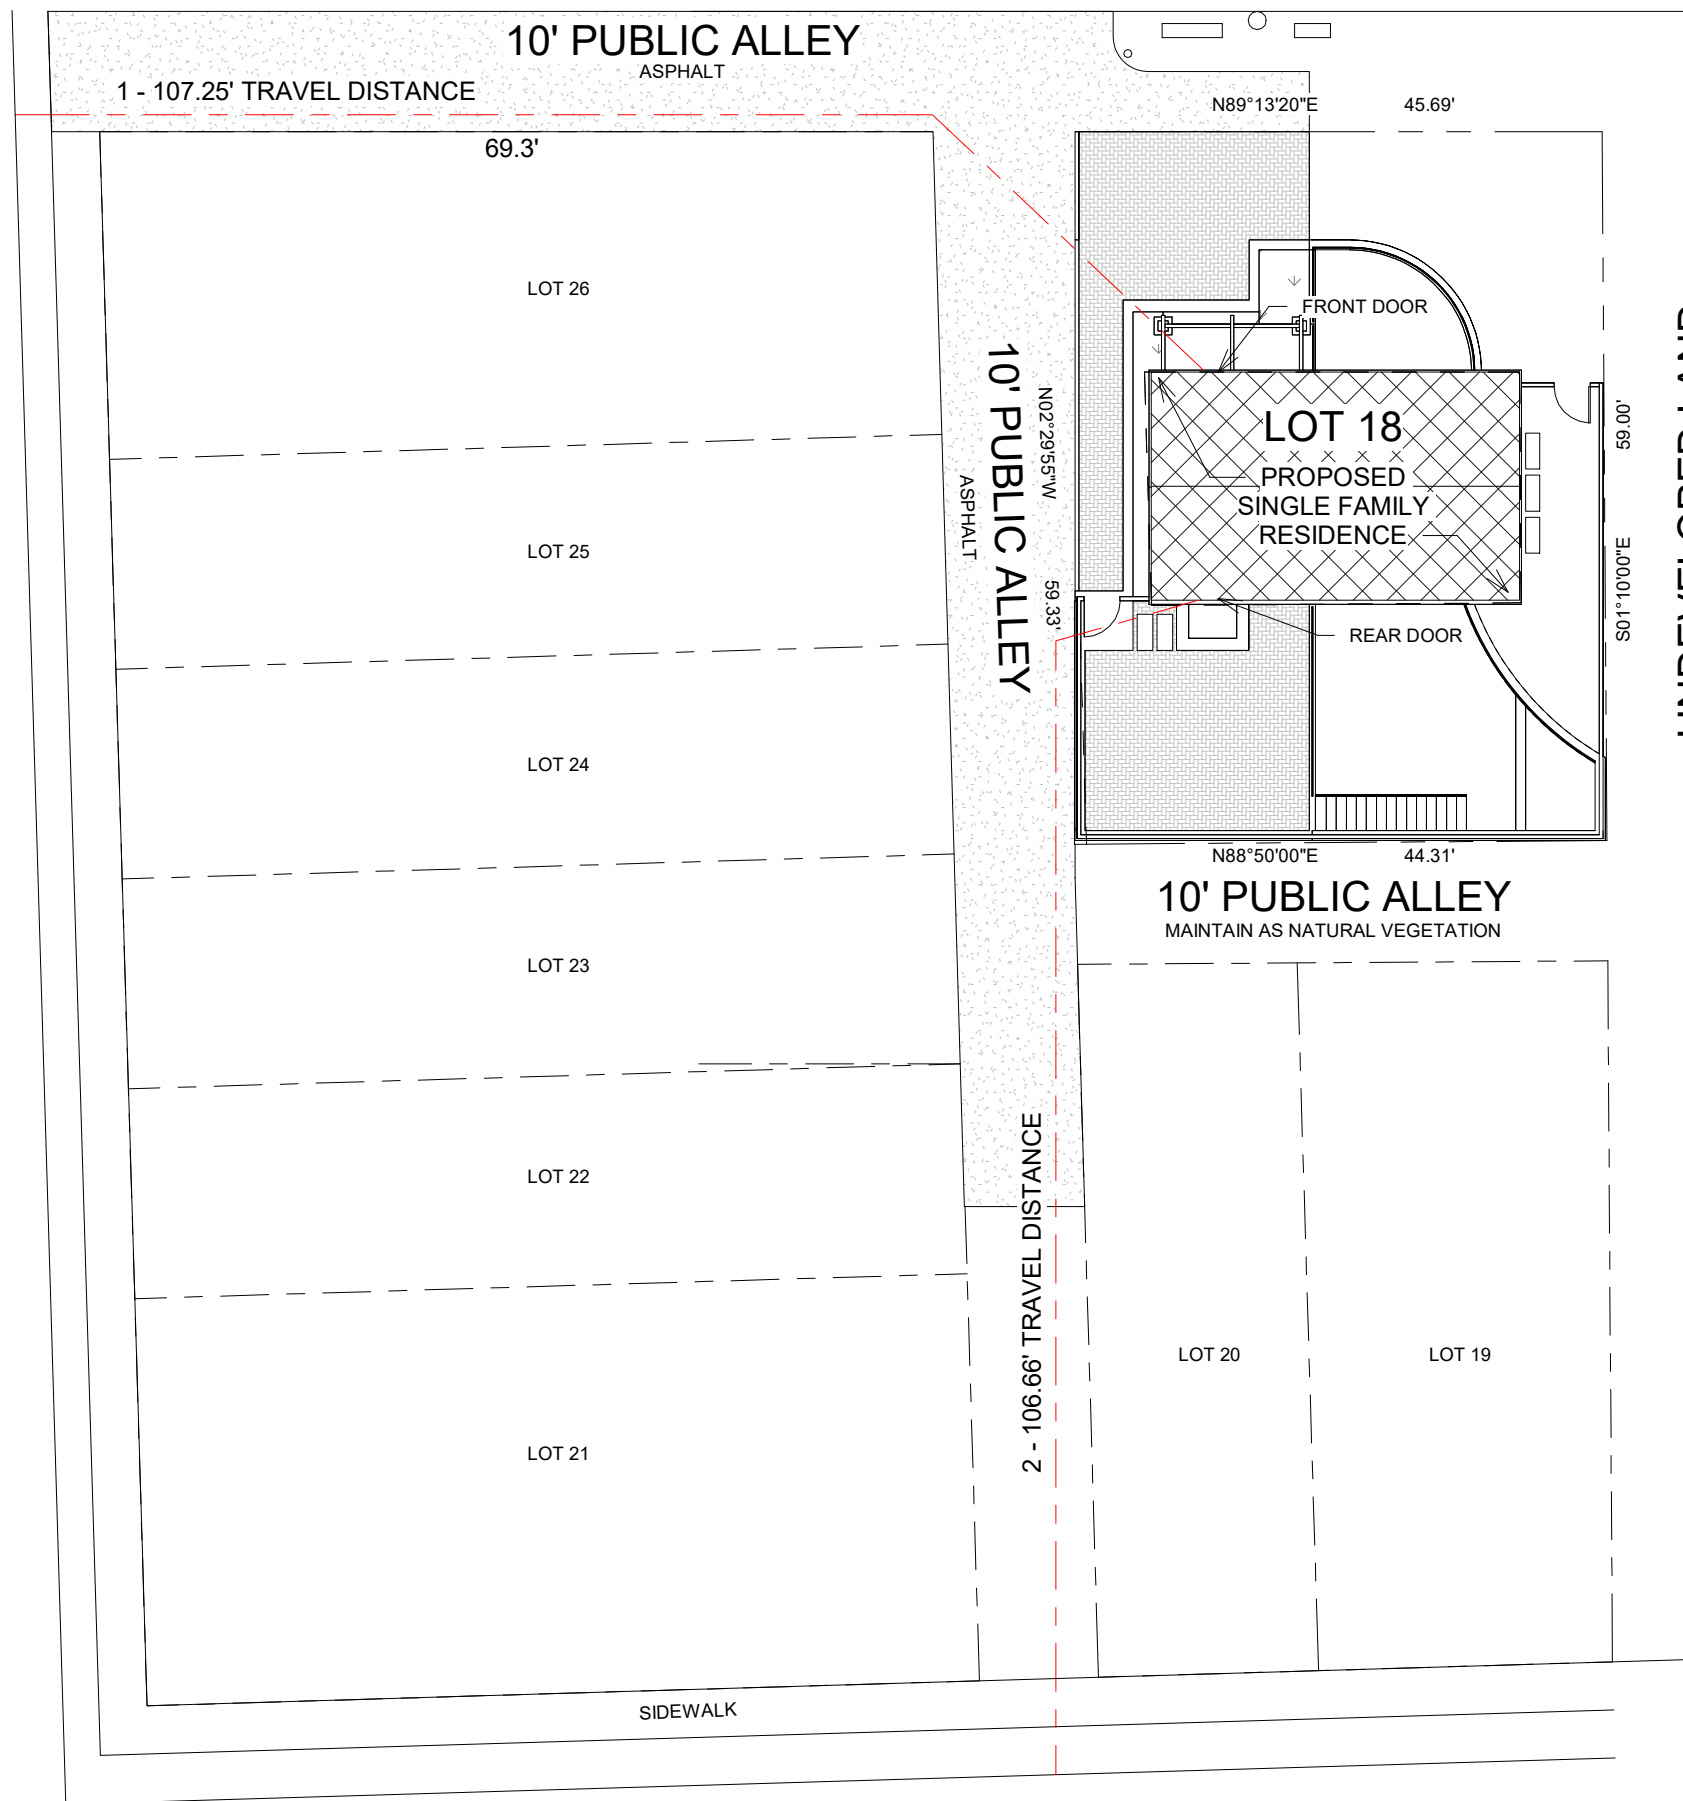 10' PUBLIC ALLEY
ASPHALT
1 - 107.25' TRAVEL DISTANCE
N89°13'20"E 45.69'
69.3'
LOT 26
FRONT DOOR
10' PUBLIC ALLEY
ASPHALT
N02°29'55"W 59.33'
LOT 18
PROPOSED
SINGLE FAMILY
RESIDENCE
S01°10'00"E 59.00'
LOT 25
REAR DOOR
LOT 24
N88°50'00"E 44.31'
10' PUBLIC ALLEY
MAINTAIN AS NATURAL VEGETATION
LOT 23
LOT 22
2 - 106.66' TRAVEL DISTANCE
LOT 20
LOT 19
LOT 21
SIDEWALK